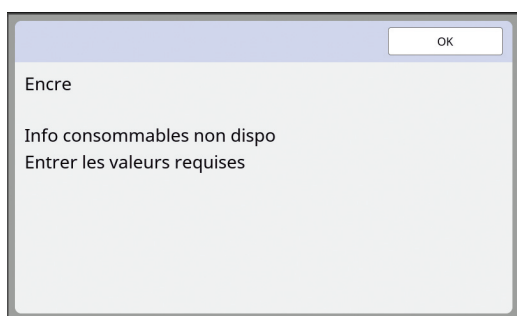 OK
Encre
Info consommables non dispo
Entrer les valeurs requises